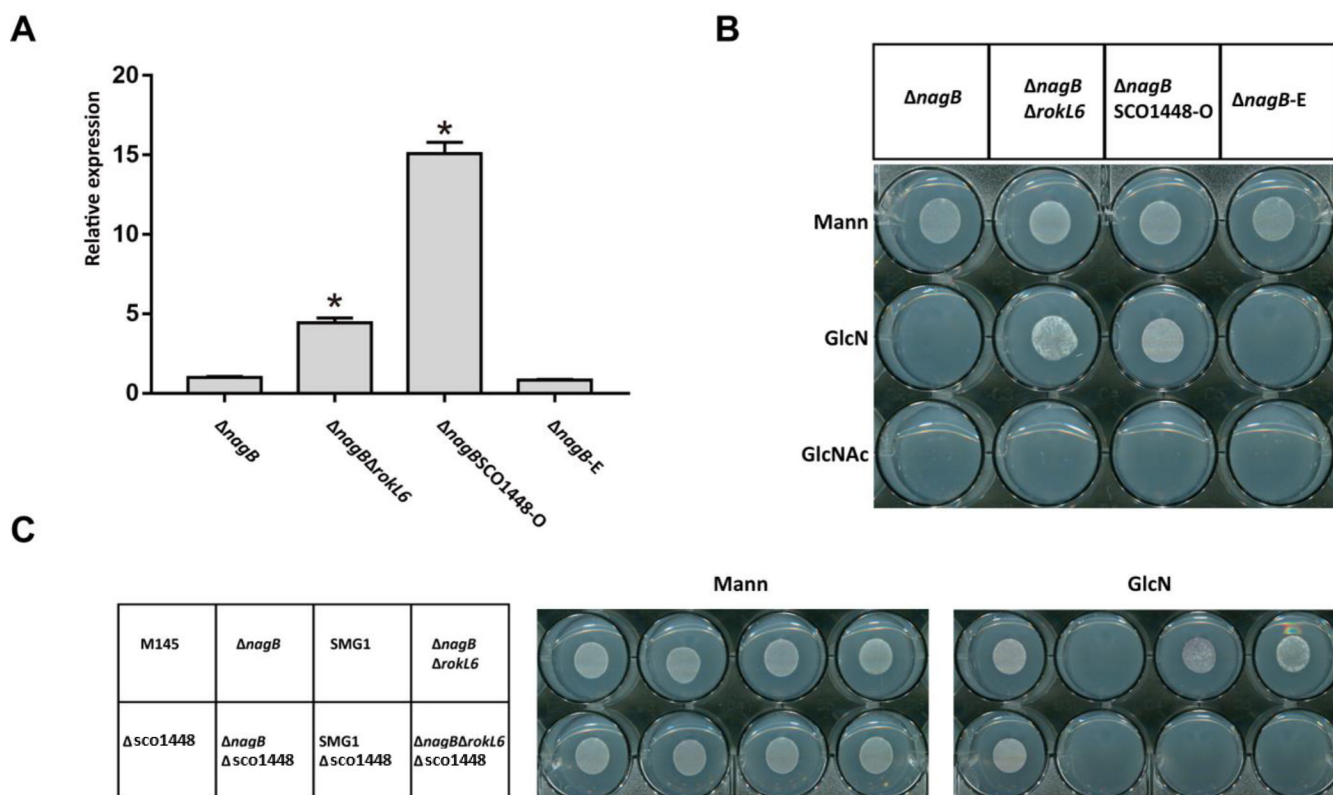 A
Relative expression
20
15
10
5
0
*
*
ΔnagB
ΔnagBΔrokL6
ΔnagBSCO1448-O
ΔnagB-E
B
ΔnagB
ΔnagB
ΔrokL6
ΔnagB
SCO1448-O
ΔnagB-E
Mann
GlcN
GlcNAc
C
M145
ΔnagB
SMG1
ΔnagB
ΔrokL6
Δsco1448
ΔnagB
Δsco1448
SMG1
Δsco1448
ΔnagBΔrokL6
Δsco1448
Mann
GlcN